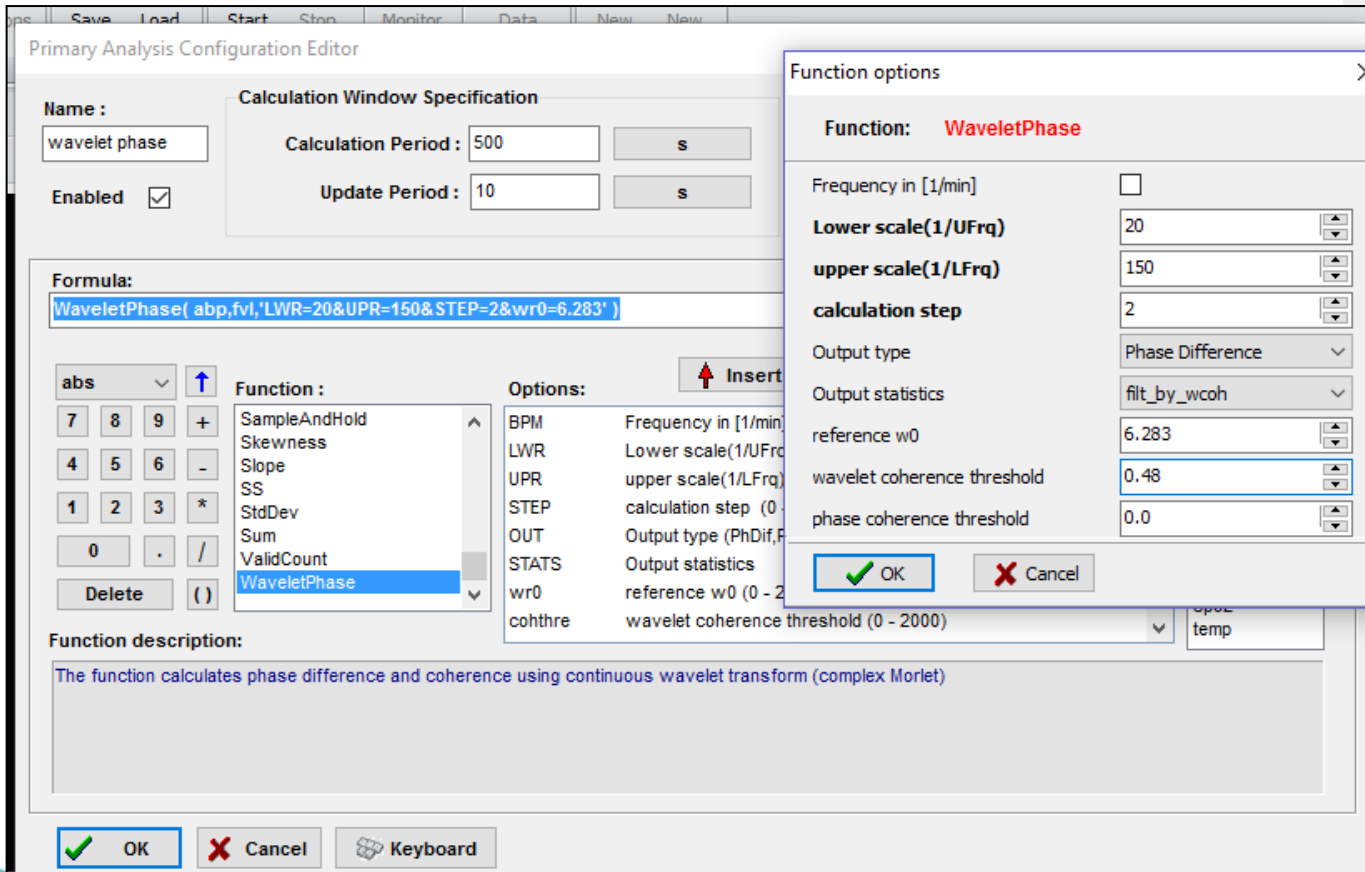 Save Load Start Stop Monitor Data New New
Primary Analysis Configuration Editor
Name :
wavelet phase
Enabled
Calculation Window Specification
Calculation Period : 500 s
Update Period : 10 s
Formula:
WaveletPhase( abp,fvl,'LWR=20&UPR=150&STEP=2&wr0=6.283' )
abs
7 8 9 +
4 5 6 -
1 2 3 *
0 . /
Delete ( )
Function :
SampleAndHold
Skewness
Slope
SS
StdDev
Sum
ValidCount
WaveletPhase
Options:
Insert
BPM Frequency in [1/min]
LWR Lower scale(1/UFrq
UPR upper scale(1/LFrq)
STEP calculation step (0 -
OUT Output type (PhDif,
STATS Output statistics
wr0 reference w0 (0 - 2
cohthre wavelet coherence threshold (0 - 2000)
temp
Function description:
The function calculates phase difference and coherence using continuous wavelet transform (complex Morlet)
OK Cancel Keyboard
Function options
Function: WaveletPhase
Frequency in [1/min]
Lower scale(1/UFrq) 20
upper scale(1/LFrq) 150
calculation step 2
Output type Phase Difference
Output statistics filt_by_wcoh
reference w0 6.283
wavelet coherence threshold 0.48
phase coherence threshold 0.0
OK Cancel